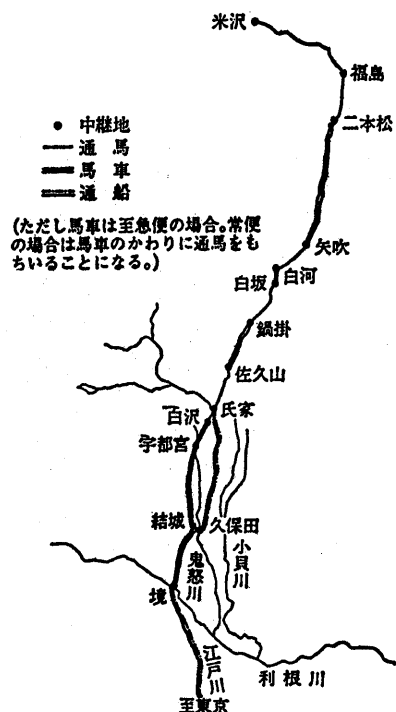 米沢
福島
二本松
● 中継地
通馬
馬車
通船
(ただし馬車は至急便の場合。常便
の場合は馬車のかわりに通馬をも
ちいることになる。)
矢吹
白河
白坂
鍋掛
佐久山
氏家
白沢
宇都宮
結城
久保田
鬼怒川
小貝川
境
江戸川
利根川
至東京